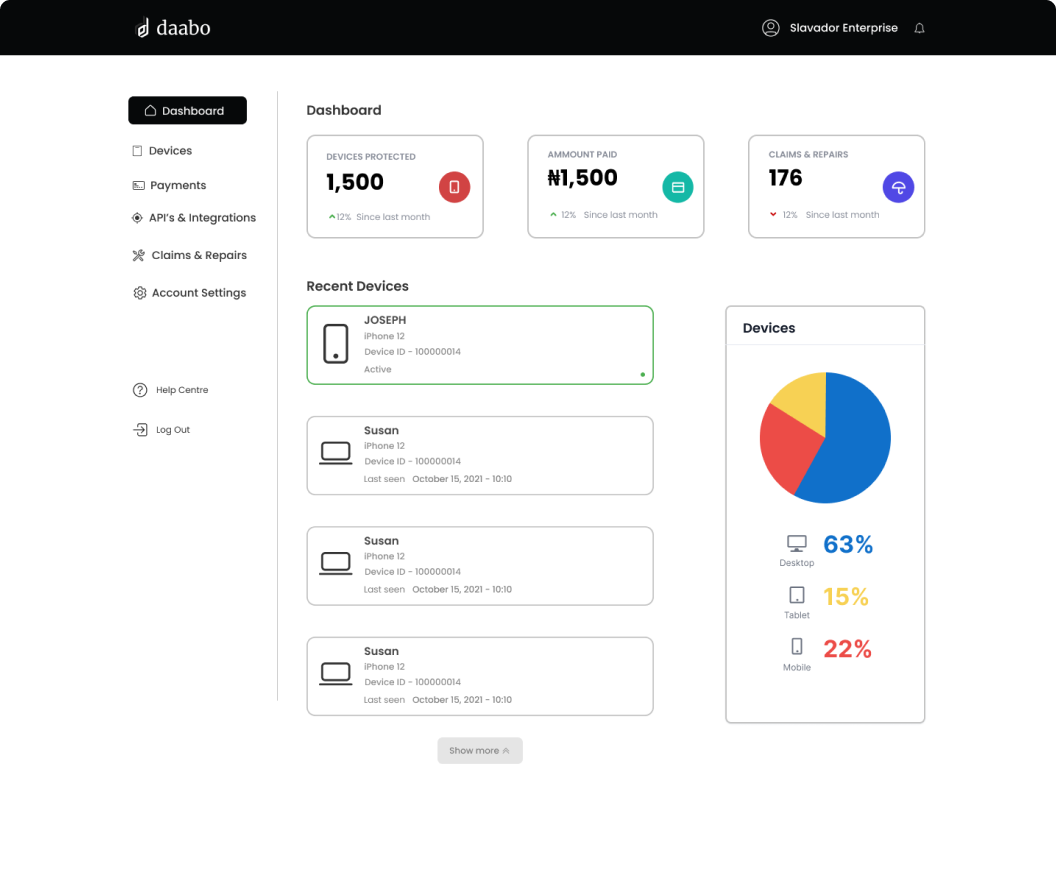 daabo
Slavador Enterprise
Dashboard
Devices
Payments
API's & Integrations
Claims & Repairs
Account Settings
Help Centre
Log Out
Dashboard
DEVICES PROTECTED
1,500
12% Since last month
AMMOUNT PAID
₦1,500
12% Since last month
CLAIMS & REPAIRS
176
12% Since last month
Recent Devices
JOSEPH
iPhone 12
Device ID - 100000014
Active
Susan
iPhone 12
Device ID - 100000014
Last seen October 15, 2021 - 10:10
Susan
iPhone 12
Device ID - 100000014
Last seen October 15, 2021 - 10:10
Susan
iPhone 12
Device ID - 100000014
Last seen October 15, 2021 - 10:10
Show more
Devices
63%
Desktop
15%
Tablet
22%
Mobile